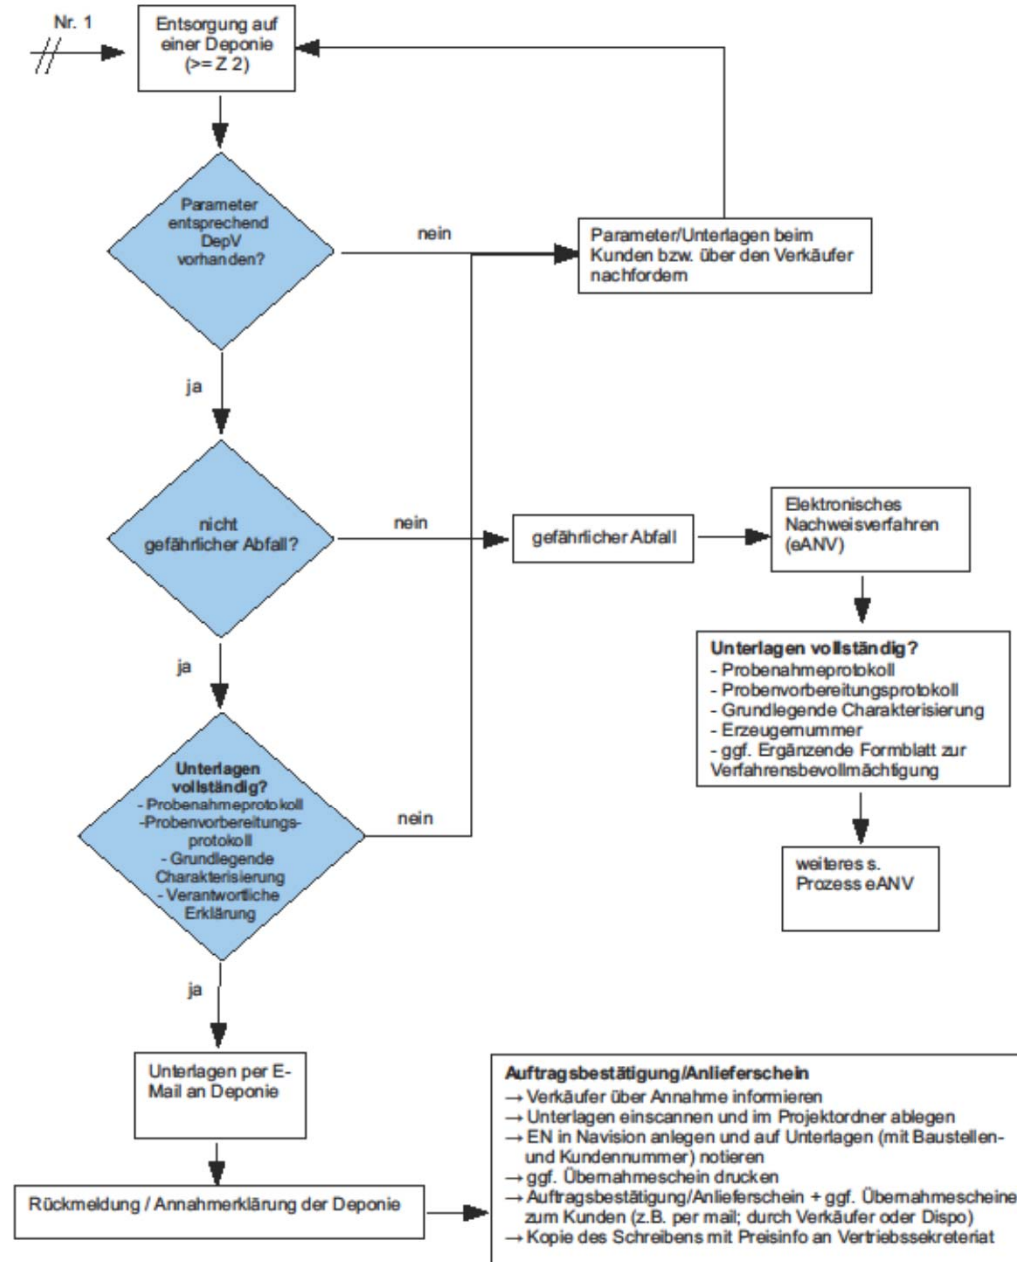 Nr. 1
Entsorgung auf
einer Deponie
(>= Z 2)
Parameter
entsprechend
DepV
vorhanden?
nein
Parameter/Unterlagen beim
Kunden bzw. über den Verkäufer
nachfordern
ja
nicht
gefährlicher Abfall?
nein
gefährlicher Abfall
Elektronisches
Nachweisverfahren
(eANV)
Unterlagen vollständig?
- Probenahmeprotokoll
- Probenvorbereitungsprotokoll
- Grundlegende Charakterisierung
- Erzeugernummer
- ggf. Ergänzende Formblatt zur
Verfahrensbevollmächtigung
weiteres s.
Prozess eANV
ja
Unterlagen
vollständig?
- Probenahmeprotokoll
-Probenvorbereitungs-
protokoll
- Grundlegende
Charakterisierung
- Verantwortliche
Erklärung
nein
ja
Unterlagen per E-
Mail an Deponie
Rückmeldung / Annahmerklärung der Deponie
Auftragsbestätigung/Anlieferschein
→ Verkäufer über Annahme informieren
→ Unterlagen einscannen und im Projektordner ablegen
→ EN in Navision anlegen und auf Unterlagen (mit Baustellen-
und Kundennummer) notieren
→ ggf. Übernahmeschein drucken
→ Auftragsbestätigung/Anlieferschein + ggf. Übernahmescheine
zum Kunden (z.B. per mail; durch Verkäufer oder Dispo)
→ Kopie des Schreibens mit Preisinfo an Vertriebssekreteriat